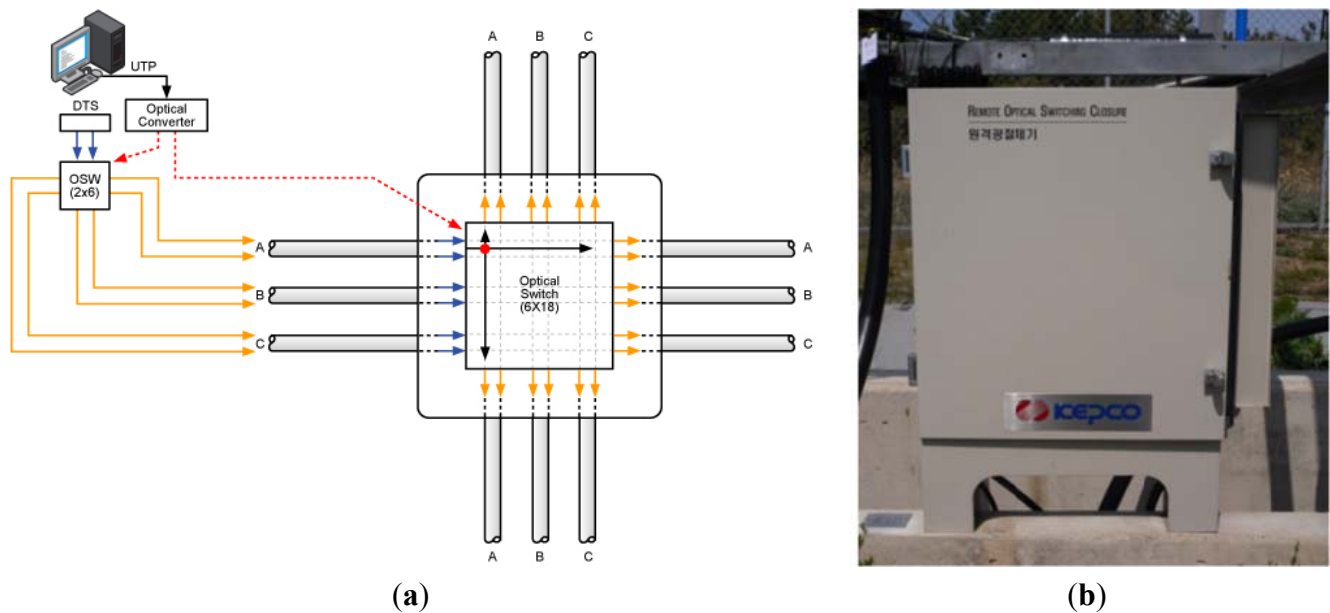 A
B
C
UTP
DTS
Optical
Converter
OSW
(2x6)
A
B
C
Optical
Switch
(6X18)
A
B
C
A
B
C
(a)
REMOTE OPTICAL SWITCHING CLOSURE
원격광절체기
KEPCO
(b)